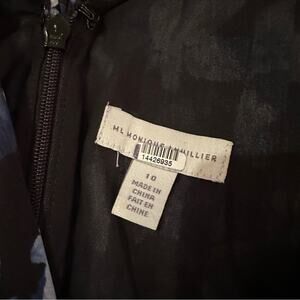 ML MONIQUE LHUILLIER
14426935
10
MADE IN
CHINA
FAIT EN
CHINE